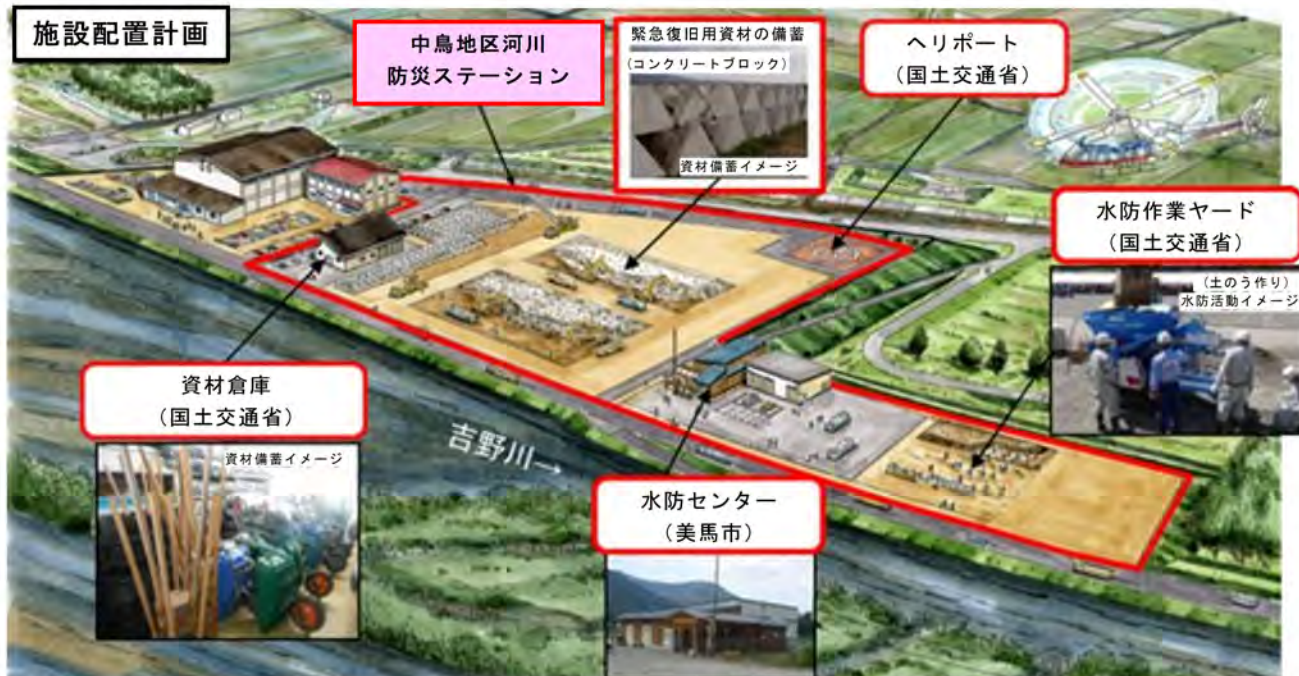 施設配置計画
中鳥地区河川
防災ステーション
緊急復旧用資材の備蓄
(コンクリートブロック)
資材備蓄イメージ
ヘリポート
(国土交通省)
水防作業ヤード
(国土交通省)
(土のう作り)
水防活動イメージ
資材倉庫
(国土交通省)
資材備蓄イメージ
吉野川→
水防センター
(美馬市)